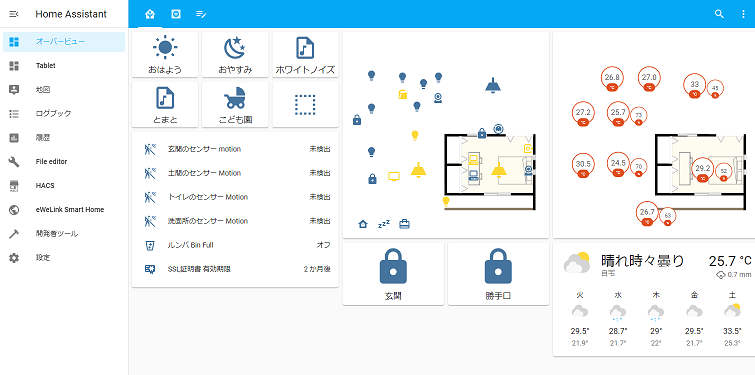 Home Assistant
オーバービュー
Tablet
地図
ログブック
履歴
File editor
HACS
eWeLink Smart Home
開発者ツール
設定
おはよう
おやすみ
ホワイトノイズ
とまと
こども園
玄関のセンサー motion
未検出
土間のセンサー Motion
未検出
トイレのセンサー Motion
未検出
洗面所のセンサー Motion
未検出
ルンバ Bin Full
オフ
SSL証明書 有効期限
2 か月後
zzz
玄関
勝手口
26.8
°C
27.0
°C
33
°C
45
%
27.2
°C
25.7
°C
73
%
30.5
°C
24.5
°C
70
%
29.2
°C
52
%
26.7
°C
63
%
晴れ時々曇り
自宅
25.7 °C
0.7 mm
火
水
木
金
土
29.5°
28.7°
29°
29.5°
33.5°
21.9°
21.7°
22°
21.7°
25.3°